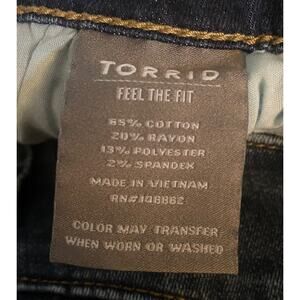 TORRID
FEEL THE FIT
65% COTTON
20% RAYON
13% POLYESTER
2% SPANDEX
MADE IN VIETNAM
RN#148862
COLOR MAY TRANSFER
WHEN WORN OR WASHED